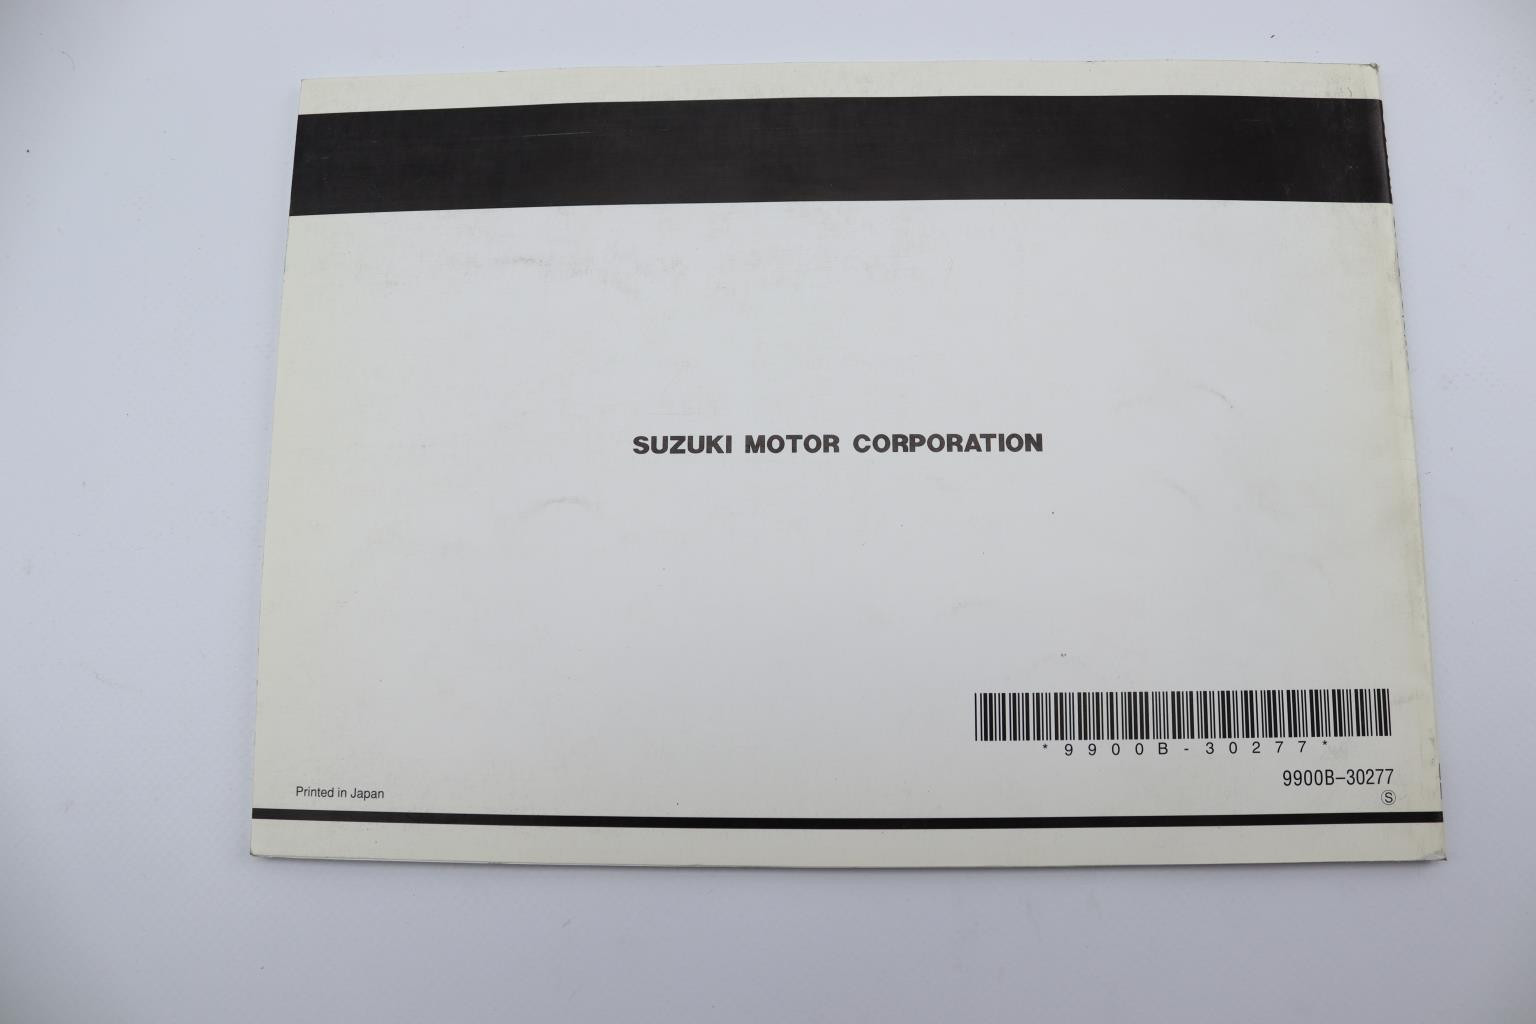 SUZUKI MOTOR CORPORATION
*9900B-30277*
9900B-30277
Ⓢ
Printed in Japan